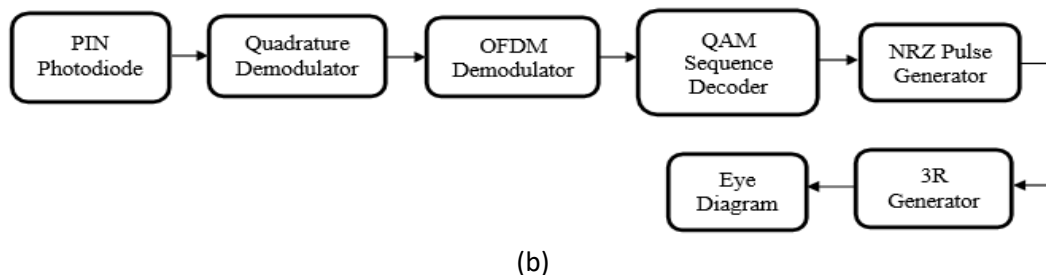 PIN
Photodiode
Quadrature
Demodulator
OFDM
Demodulator
QAM
Sequence
Decoder
NRZ Pulse
Generator
3R
Generator
Eye
Diagram
(b)